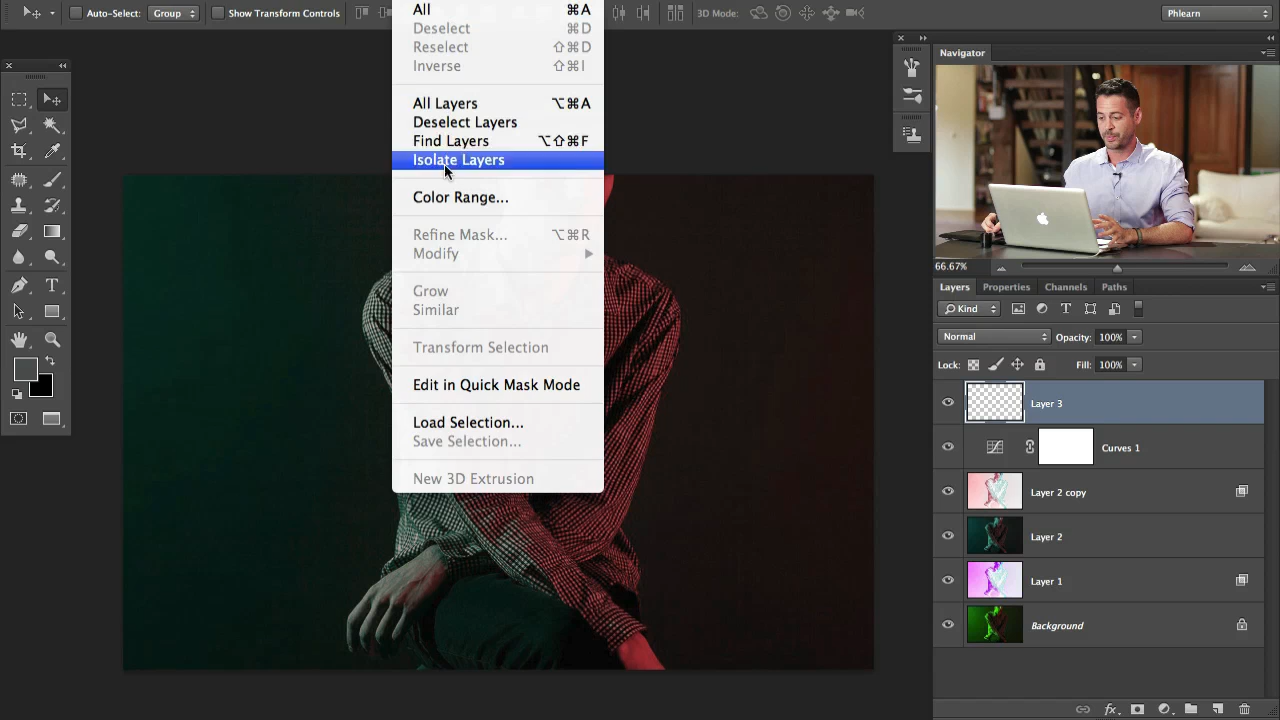 Auto-Select: Group Show Transform Controls 3D Mode: Phlearn
All ⌘A
Deselect ⌘D
Reselect ⇧⌘D
Inverse ⇧⌘I
All Layers ⌥⌘A
Deselect Layers
Find Layers ⌥⇧⌘F
Isolate Layers
Color Range...
Refine Mask... ⌥⌘R
Modify
Grow
Similar
Transform Selection
Edit in Quick Mask Mode
Load Selection...
Save Selection...
New 3D Extrusion
Navigator
66.67%
Layers Properties Channels Paths
Kind
Normal Opacity: 100%
Lock: Fill: 100%
Layer 3
Curves 1
Layer 2 copy
Layer 2
Layer 1
Background